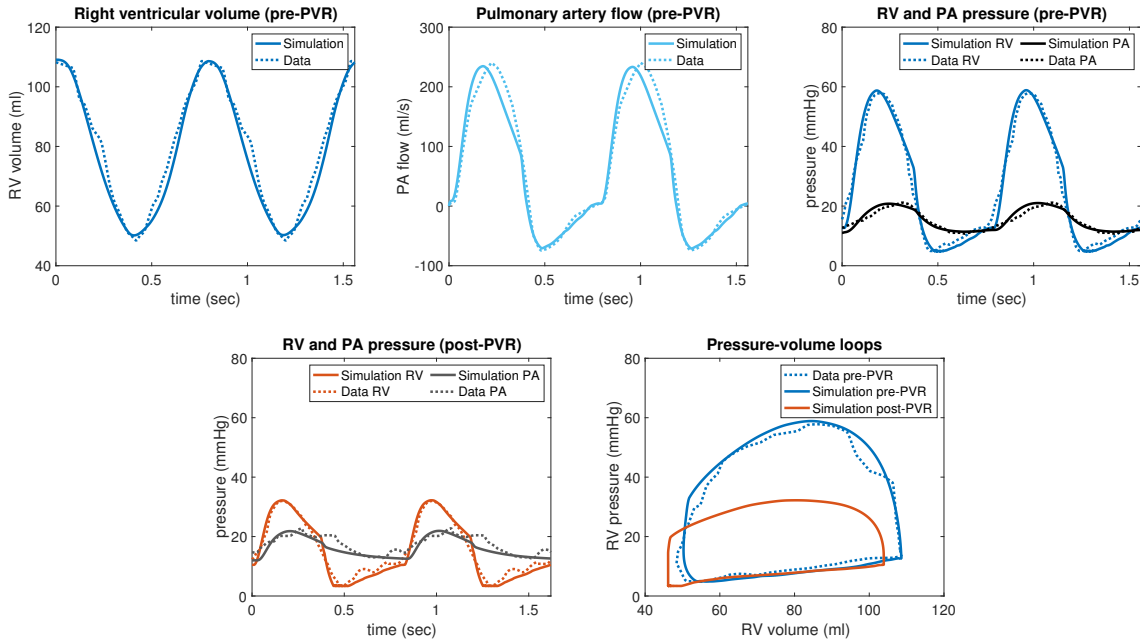 Right ventricular volume (pre-PVR)
RV volume (ml)
120
100
80
60
40
Simulation
Data
0
0.5
1
1.5
time (sec)
Pulmonary artery flow (pre-PVR)
PA flow (ml/s)
300
200
100
0
-100
Simulation
Data
0
0.5
1
1.5
time (sec)
RV and PA pressure (pre-PVR)
pressure (mmHg)
80
60
40
20
0
Simulation RV
Data RV
Simulation PA
Data PA
0
0.5
1
1.5
time (sec)
RV and PA pressure (post-PVR)
pressure (mmHg)
80
60
40
20
0
Simulation RV
Data RV
Simulation PA
Data PA
0
0.5
1
1.5
time (sec)
Pressure-volume loops
RV pressure (mmHg)
80
60
40
20
0
Data pre-PVR
Simulation pre-PVR
Simulation post-PVR
40
60
80
100
120
RV volume (ml)